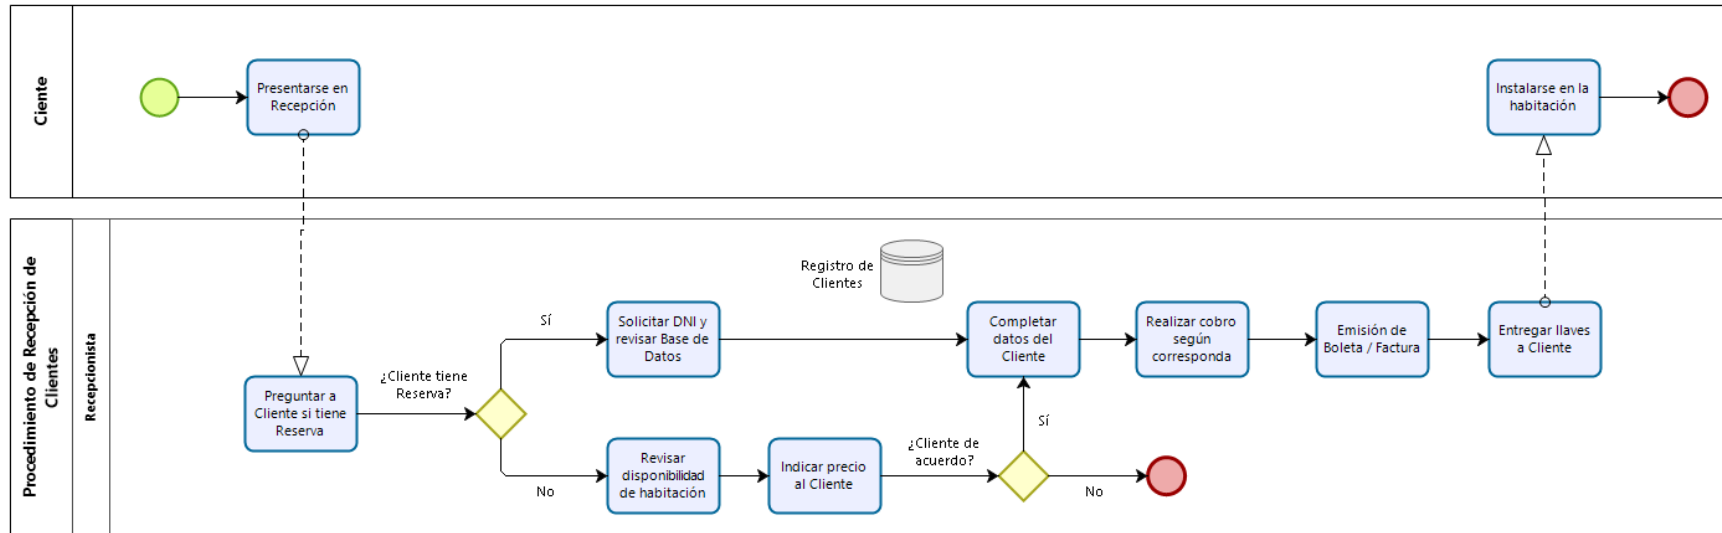 Ciente
Presentarse en
Recepción
Instalarse en la
habitación
Procedimiento de Recepción de
Clientes
Recepcionista
Preguntar a
Cliente si tiene
Reserva
¿Cliente tiene
Reserva?
Sí
Solicitar DNI y
revisar Base de
Datos
Registro de
Clientes
Completar
datos del
Cliente
Realizar cobro
según
corresponda
Emisión de
Boleta / Factura
Entregar llaves
a Cliente
No
Revisar
disponibilidad
de habitación
Indicar precio
al Cliente
¿Cliente de
acuerdo?
Sí
No